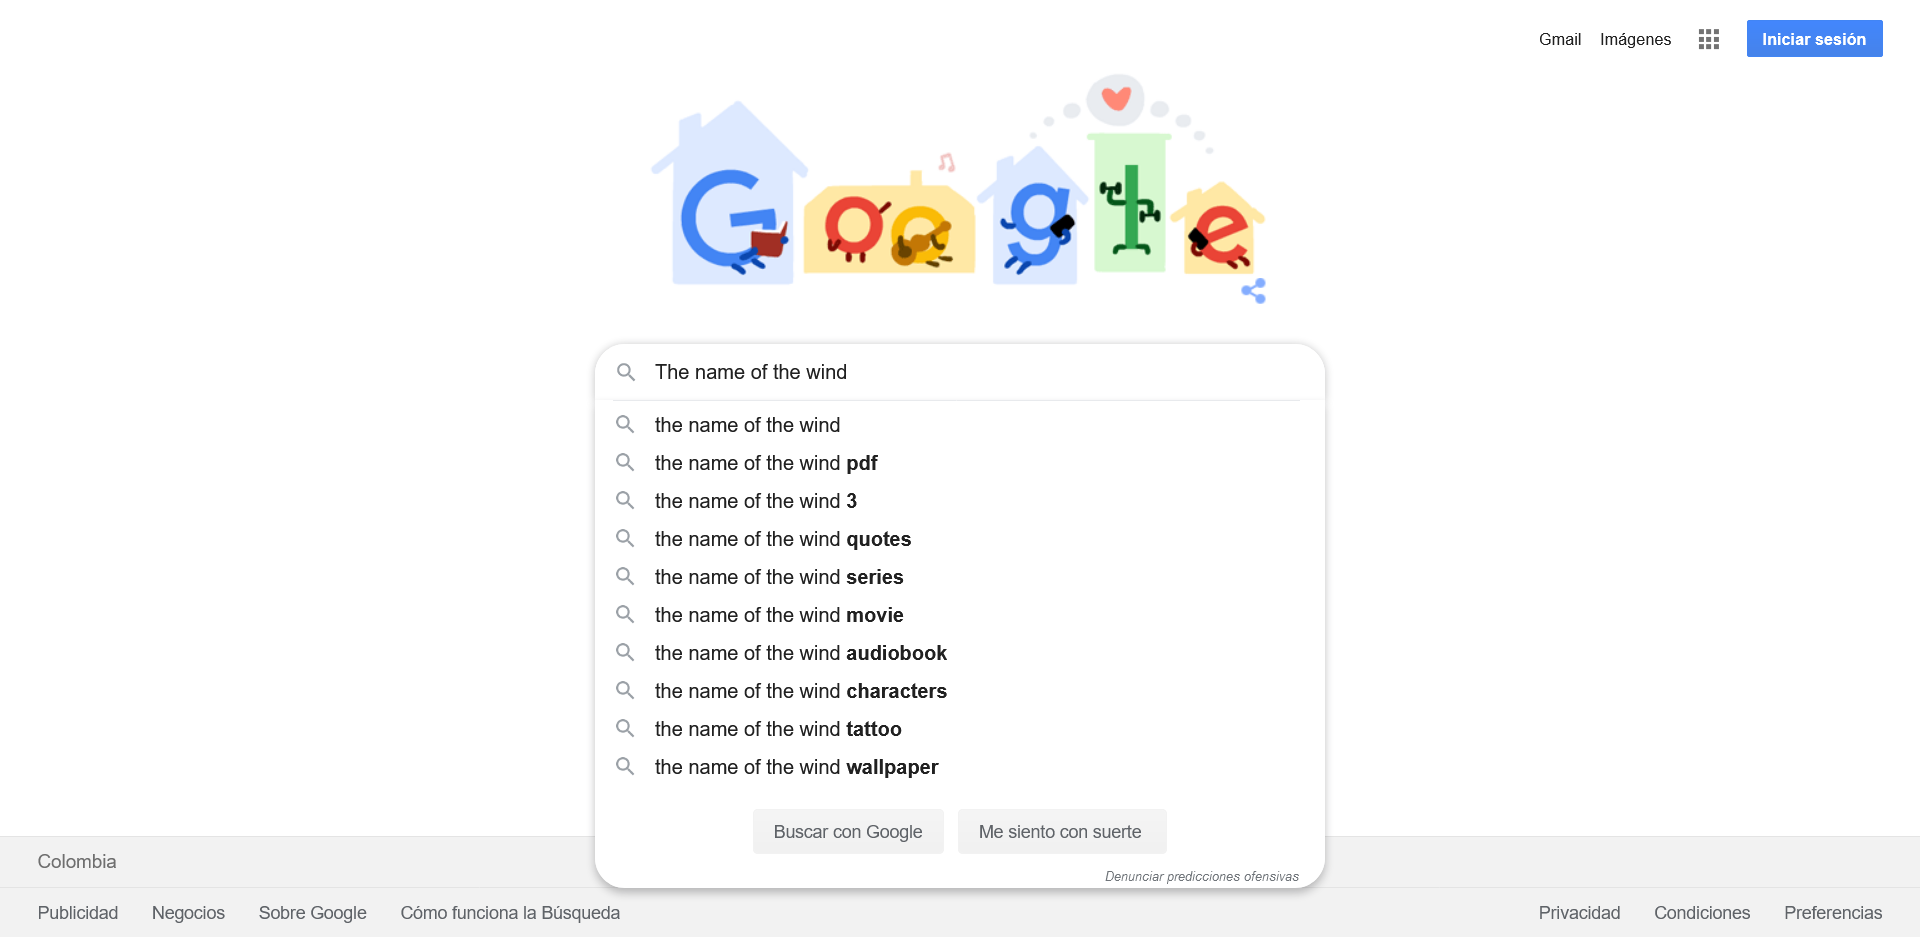 Gmail Imágenes Iniciar sesión
Google
The name of the wind
the name of the wind
the name of the wind pdf
the name of the wind 3
the name of the wind quotes
the name of the wind series
the name of the wind movie
the name of the wind audiobook
the name of the wind characters
the name of the wind tattoo
the name of the wind wallpaper
Buscar con Google Me siento con suerte
Colombia
Denunciar predicciones ofensivas
Publicidad Negocios Sobre Google Cómo funciona la Búsqueda Privacidad Condiciones Preferencias